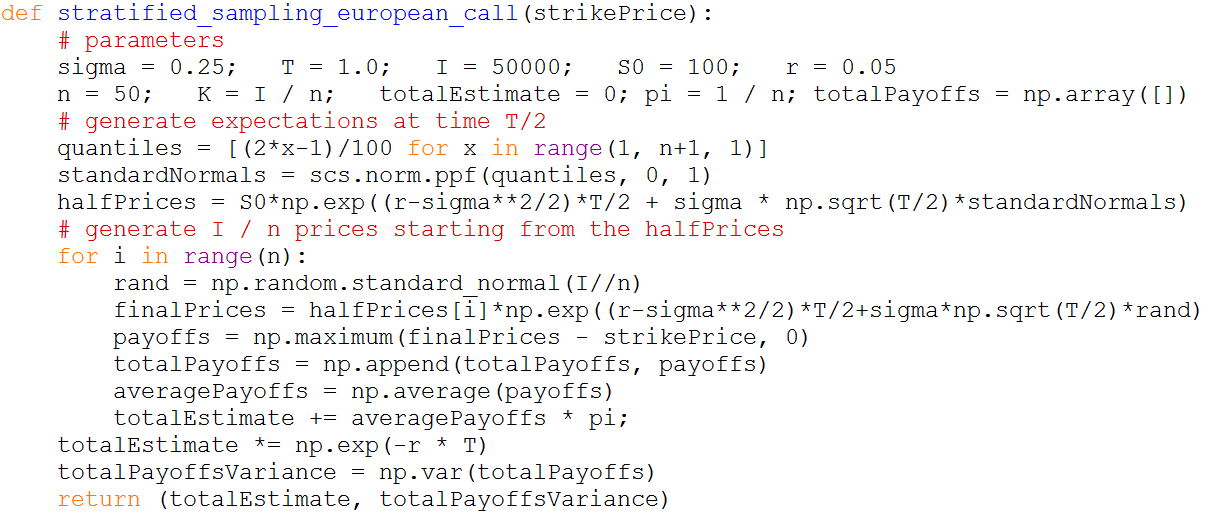 def stratified_sampling_european_call(strikePrice):
    # parameters
    sigma = 0.25;   T = 1.0;   I = 50000;   S0 = 100;   r = 0.05
    n = 50;   K = I / n;   totalEstimate = 0; pi = 1 / n; totalPayoffs = np.array([])
    # generate expectations at time T/2
    quantiles = [(2*x-1)/100 for x in range(1, n+1, 1)]
    standardNormals = scs.norm.ppf(quantiles, 0, 1)
    halfPrices = S0*np.exp((r-sigma**2/2)*T/2 + sigma * np.sqrt(T/2)*standardNormals)
    # generate I / n prices starting from the halfPrices
    for i in range(n):
        rand = np.random.standard_normal(I//n)
        finalPrices = halfPrices[i]*np.exp((r-sigma**2/2)*T/2+sigma*np.sqrt(T/2)*rand)
        payoffs = np.maximum(finalPrices - strikePrice, 0)
        totalPayoffs = np.append(totalPayoffs, payoffs)
        averagePayoffs = np.average(payoffs)
        totalEstimate += averagePayoffs * pi;
    totalEstimate *= np.exp(-r * T)
    totalPayoffsVariance = np.var(totalPayoffs)
    return (totalEstimate, totalPayoffsVariance)